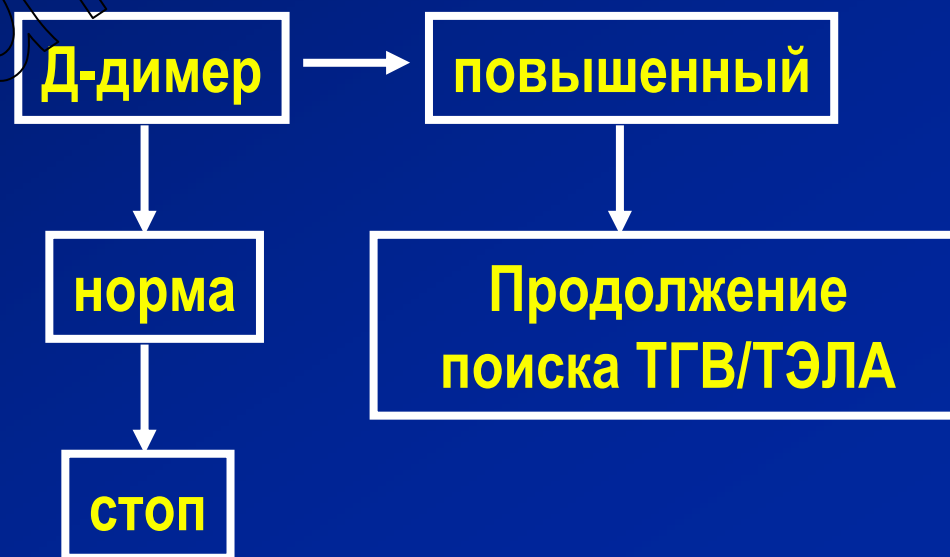 Д-димер
повышенный
норма
Продолжение
поиска ТГВ/ТЭЛА
стоп